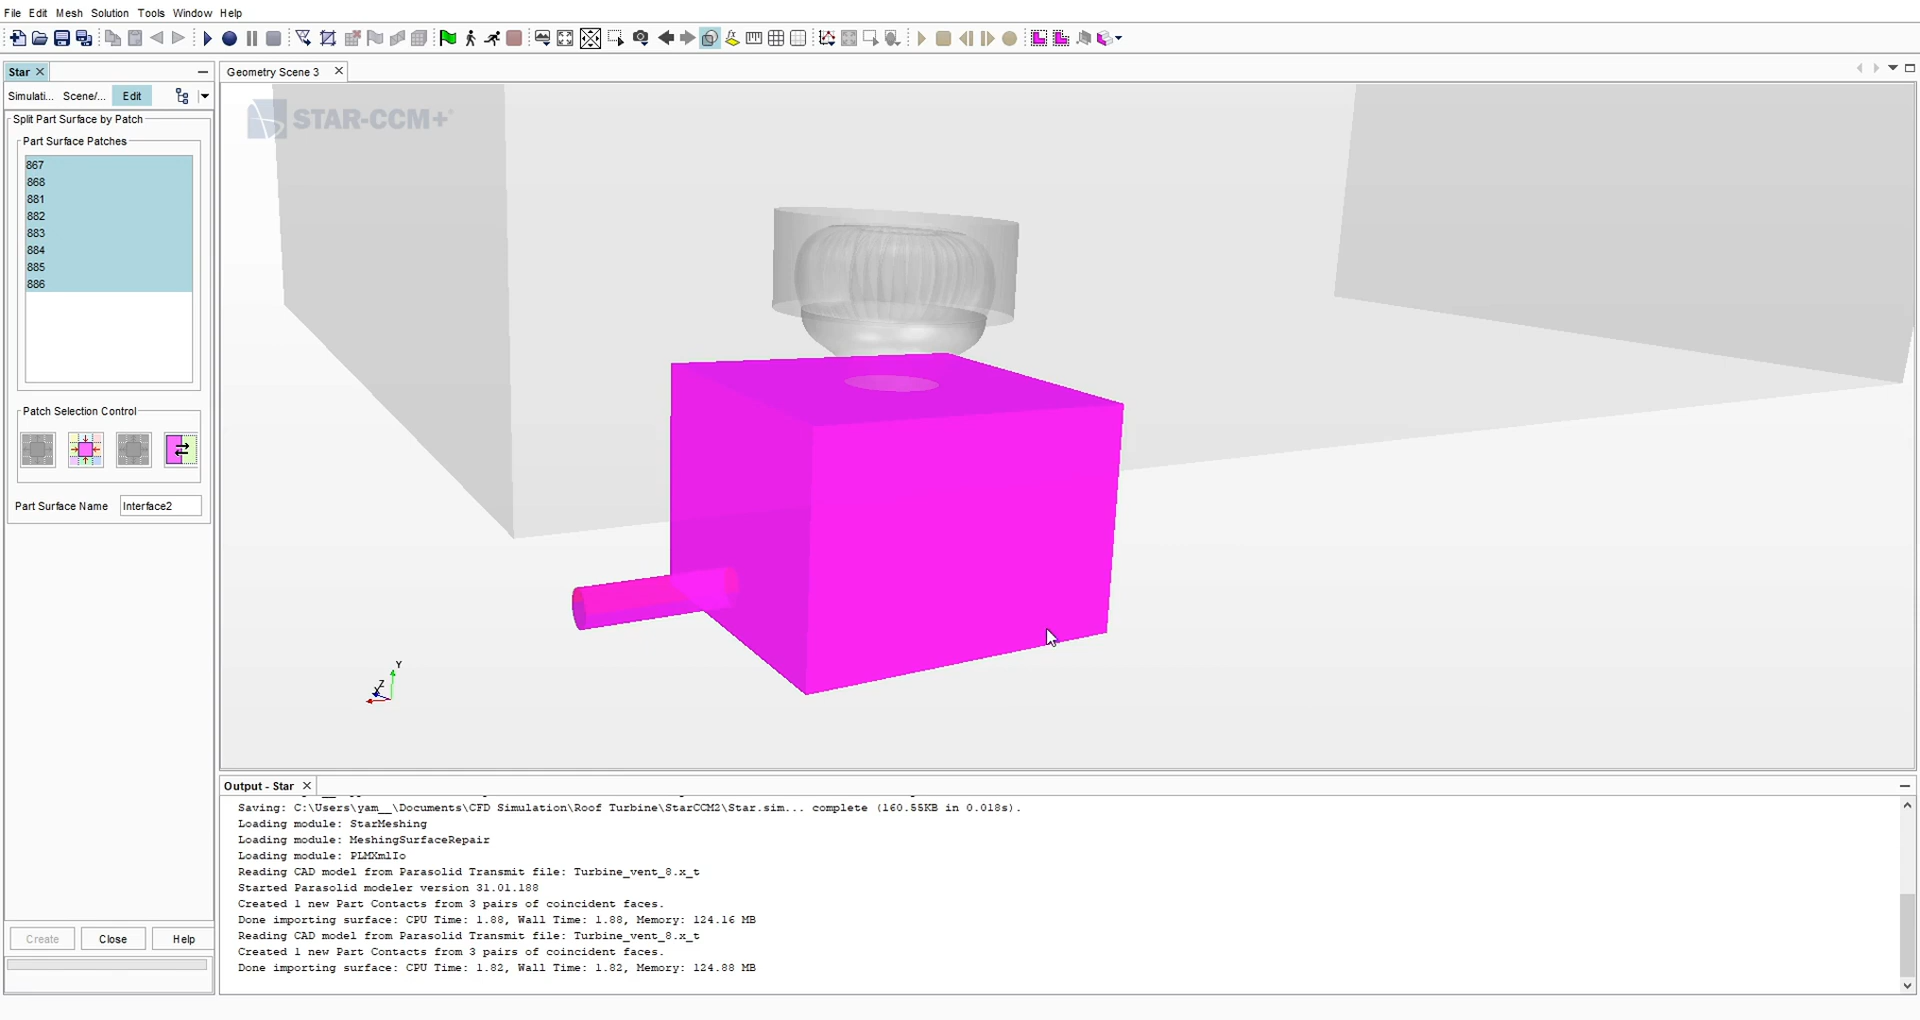 File Edit Mesh Solution Tools Window Help
Star
Geometry Scene 3
Simulati... Scene/... Edit
Split Part Surface by Patch
Part Surface Patches
867
868
881
882
883
884
885
886
Patch Selection Control
Part Surface Name Interface2
Create Close Help
STAR-CCM+
Y
Z
X
Output - Star
Saving: C:\Users\yam__\Documents\CFD Simulation\Roof Turbine\StarCCM2\Star.sim... complete (160.55KB in 0.018s).
Loading module: StarMeshing
Loading module: MeshingSurfaceRepair
Loading module: PLMXmlIo
Reading CAD model from Parasolid Transmit file: Turbine_vent_8.x_t
Started Parasolid modeler version 31.01.188
Created 1 new Part Contacts from 3 pairs of coincident faces.
Done importing surface: CPU Time: 1.88, Wall Time: 1.88, Memory: 124.16 MB
Reading CAD model from Parasolid Transmit file: Turbine_vent_8.x_t
Created 1 new Part Contacts from 3 pairs of coincident faces.
Done importing surface: CPU Time: 1.82, Wall Time: 1.82, Memory: 124.88 MB